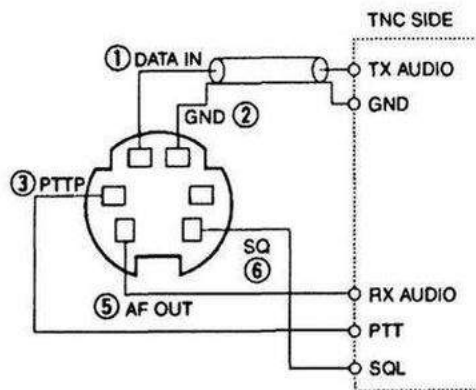 TNC SIDE
① DATA IN
TX AUDIO
GND ②
GND
③ PTTP
SQ
⑥
⑤ AF OUT
RX AUDIO
PTT
SQL